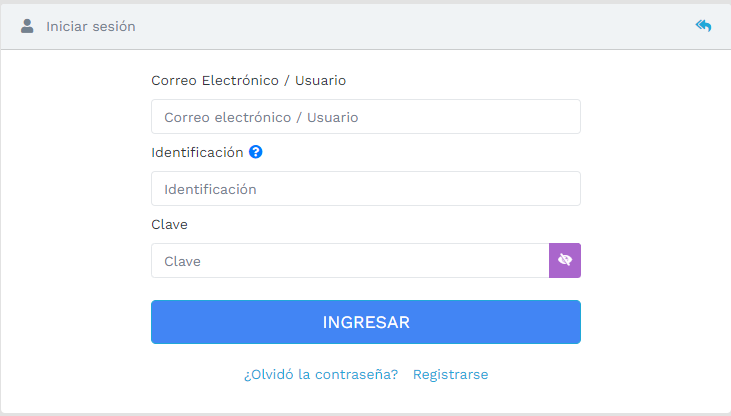 Iniciar sesión
Correo Electrónico / Usuario
Correo electrónico / Usuario
Identificación
Identificación
Clave
Clave
INGRESAR
¿Olvidó la contraseña? Registrarse